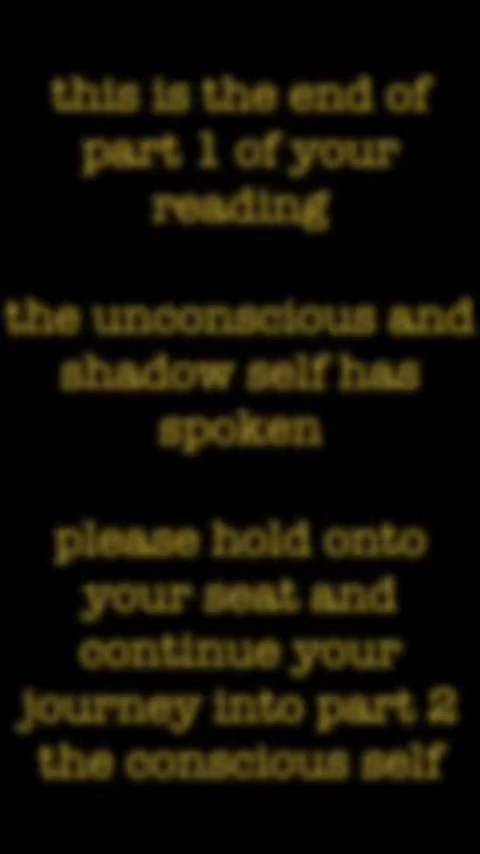 this is the end of
part 1 of your
reading
the unconscious and
shadow self has
spoken
please hold onto
your seat and
continue your
journey into part 2
the conscious self